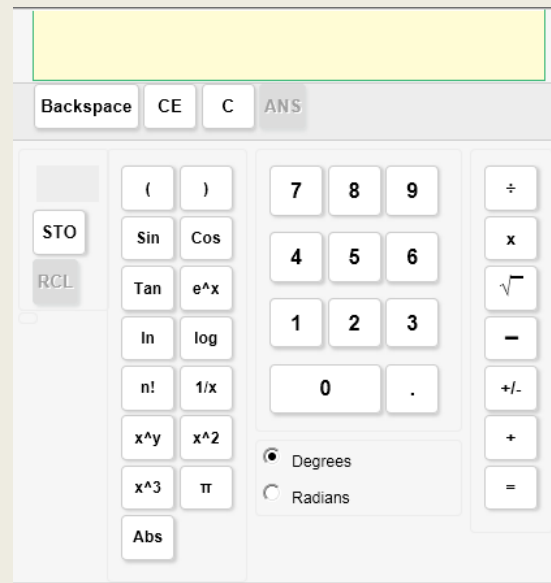 Backspace CE C ANS
( ) 7 8 9 ÷
STO Sin Cos 4 5 6 x
RCL Tan e^x √
In log 1 2 3 −
n! 1/x 0 . +/-
x^y x^2 Degrees +
x^3 π Radians =
Abs